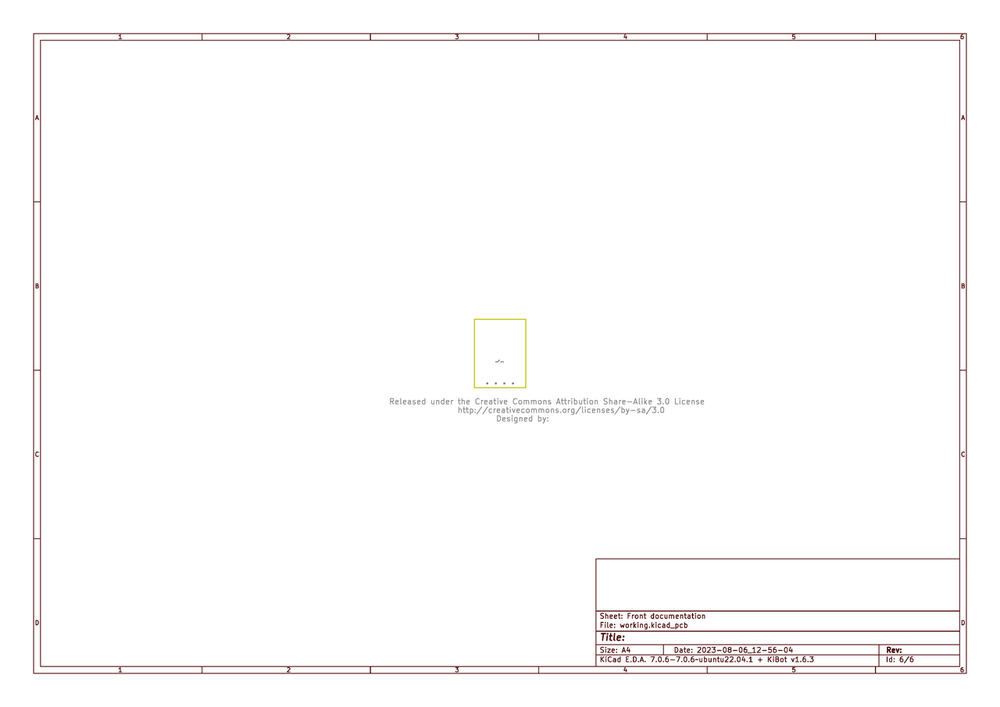 1 2 3 4 5 6
A A
B B
Released under the Creative Commons Attribution Share-Alike 3.0 License
http://creativecommons.org/licenses/by-sa/3.0
Designed by:
C C
Sheet: Front documentation
File: working.kicad_pcb
D D
Title:
Size: A4 Date: 2023-08-06_12-56-04 Rev:
KiCad E.D.A. 7.0.6-7.0.6-ubuntu22.04.1 + KiBot v1.6.3 Id: 6/6
1 2 3 4 5 6